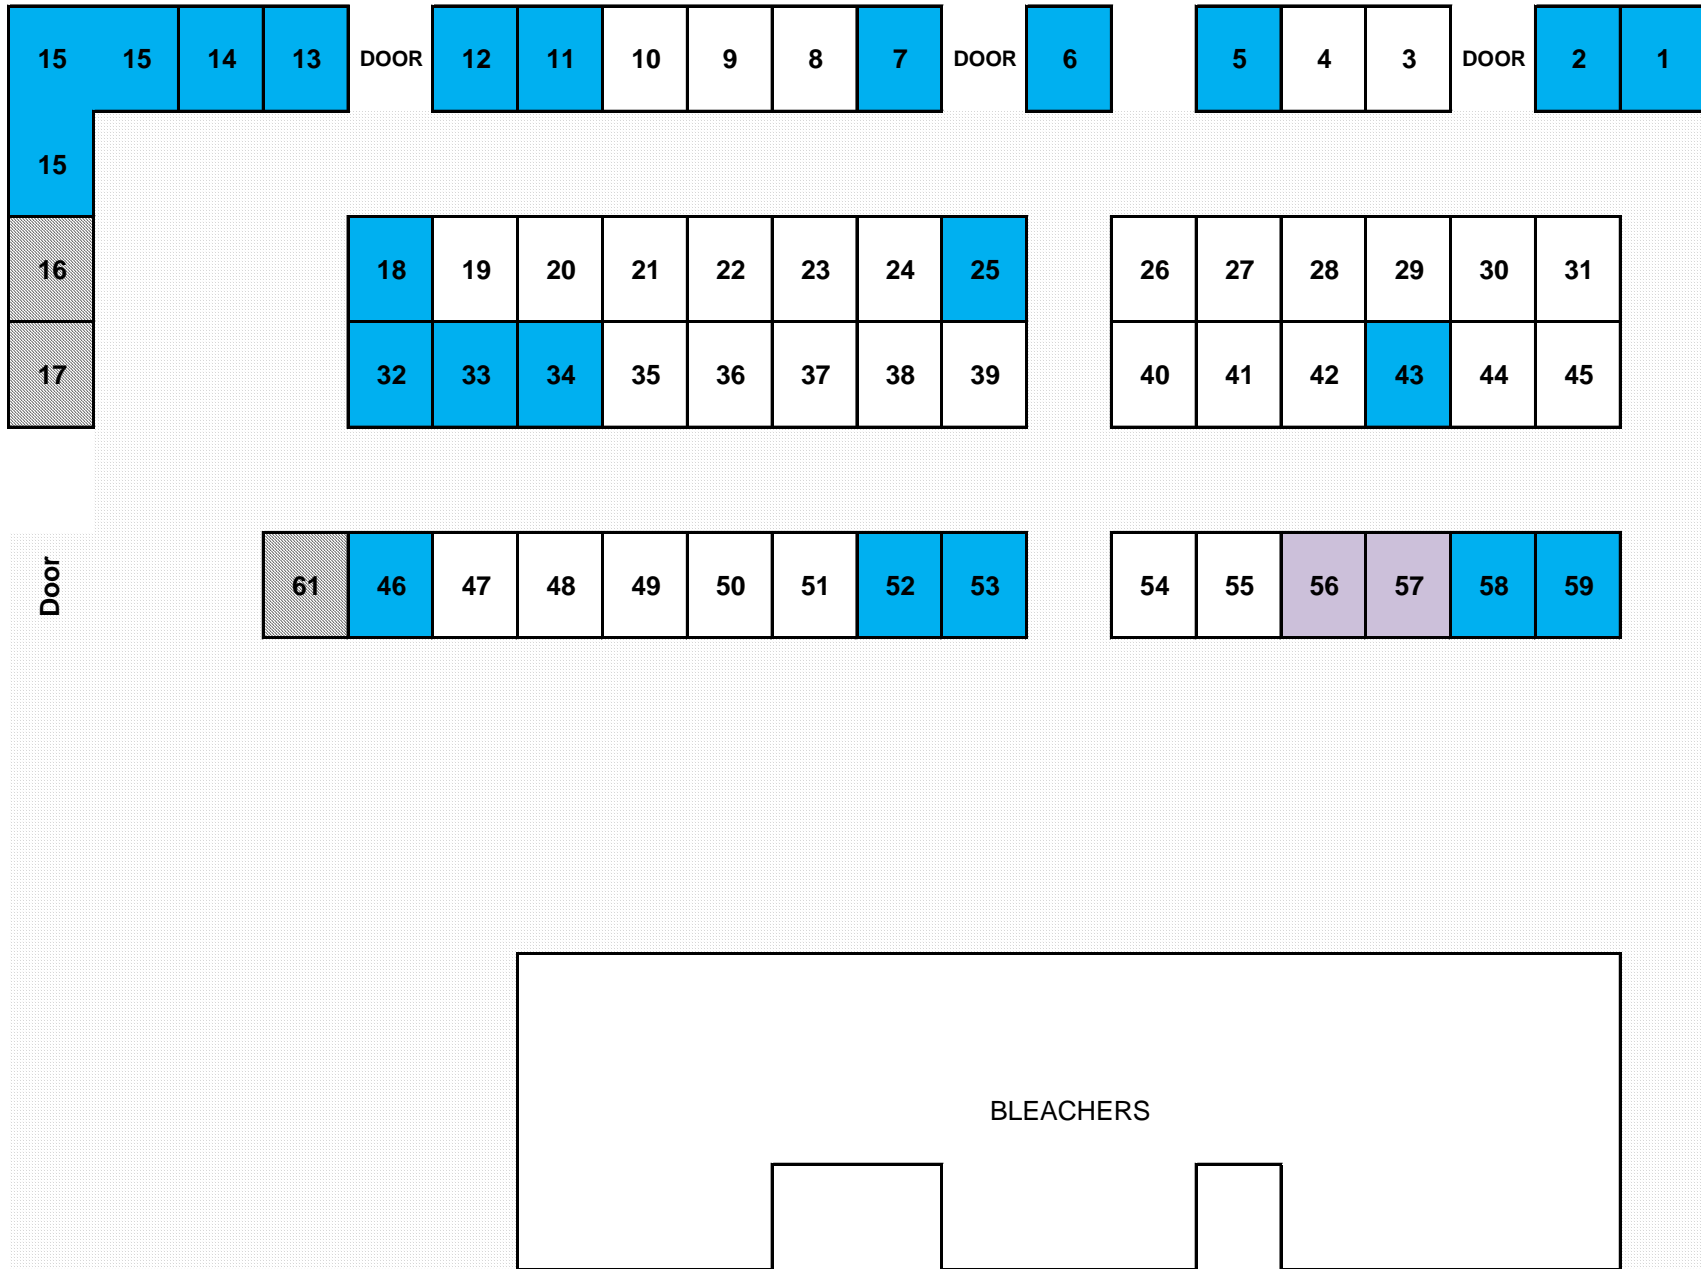 15 15 14 13 DOOR 12 11 10 9 8 7 DOOR 6 5 4 3 DOOR 2 1
15
16 18 19 20 21 22 23 24 25 26 27 28 29 30 31
17 32 33 34 35 36 37 38 39 40 41 42 43 44 45
Door 61 46 47 48 49 50 51 52 53 54 55 56 57 58 59
BLEACHERS